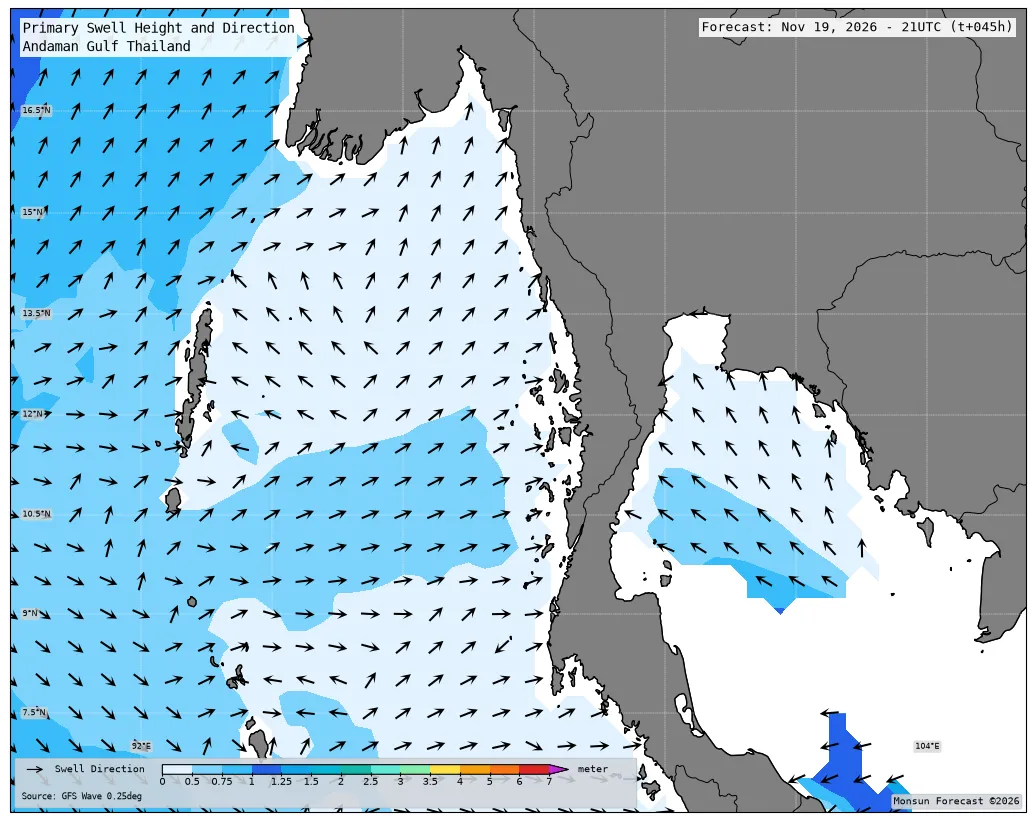 Primary Swell Height and Direction
Andaman Gulf Thailand
Forecast: Nov 19, 2026 - 21UTC (t+045h)
16.5°N
15°N
13.5°N
12°N
10.5°N
9°N
7.5°N
92°E
104°E
Swell Direction
0 0.5 0.75 1 1.25 1.5 2 2.5 3 3.5 4 5 6 7
meter
Source: GFS Wave 0.25deg
Monsun Forecast ©2026